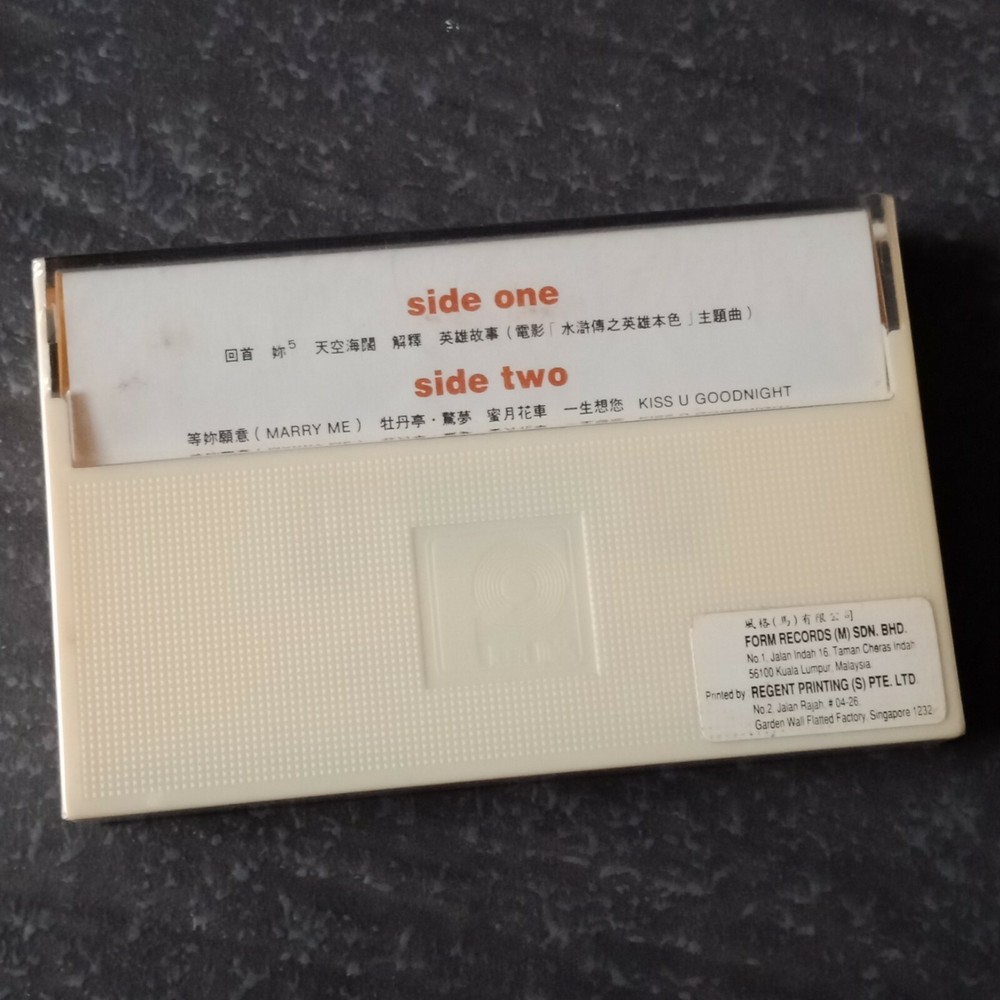 side one
回首 妳⁵ 天空海闊 解釋 英雄故事(電影「水滸傳之英雄本色」主題曲)
side two
等妳願意(MARRY ME) 牡丹亭·驚夢 蜜月花車 一生想您 KISS U GOODNIGHT
風格(馬)有限公司
FORM RECORDS (M) SDN. BHD.
No.1, Jalan Indah 16, Taman Cheras Indah
56100 Kuala Lumpur, Malaysia.
Printed by REGENT PRINTING (S) PTE. LTD.
No.2, Jalan Rajah, # 04-26,
Garden Wall Flatted Factory, Singapore 1232